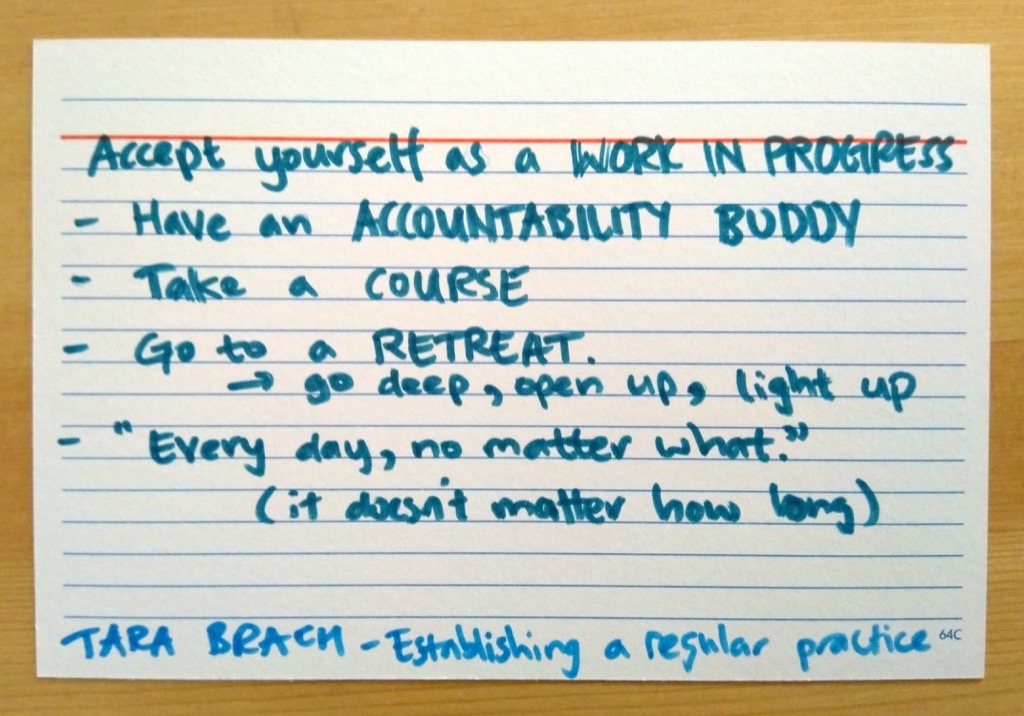 Accept yourself as a WORK IN PROGRESS
- Have an ACCOUNTABILITY BUDDY
- Take a COURSE
- Go to a RETREAT.
→ go deep, open up, light up
- "Every day, no matter what."
(it doesn't matter how long)
TARA BRACH - Establishing a regular practice
64C